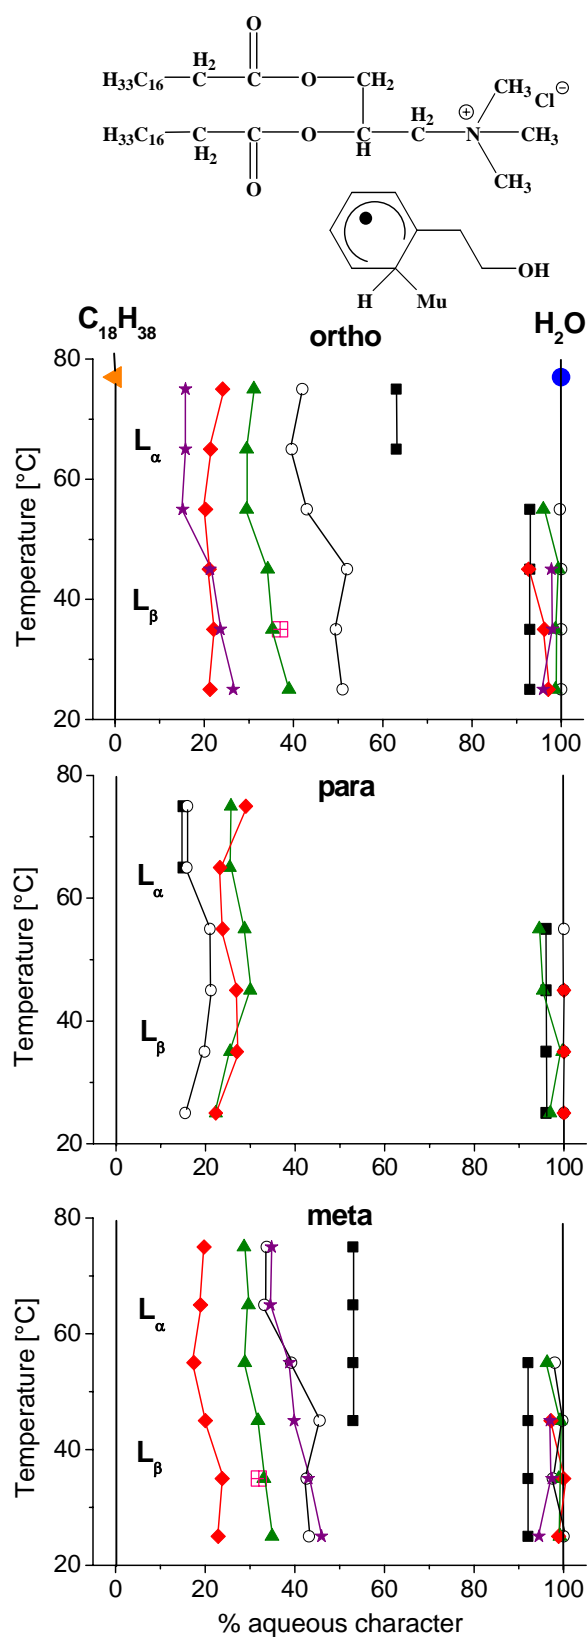 O
H2
H33C16 C C O CH2
CH3 Cl⊖
H2 ⊕
H33C16 C C O C C N CH3
H2 H
O CH3
OH
H Mu
C18H38 ortho H2O
80
Lα
60
Temperature [°C]
Lβ
40
20
0 20 40 60 80 100
para
80
Lα
60
Temperature [°C]
Lβ
40
20
0 20 40 60 80 100
meta
80
Lα
60
Temperature [°C]
Lβ
40
20
0 20 40 60 80 100
% aqueous character